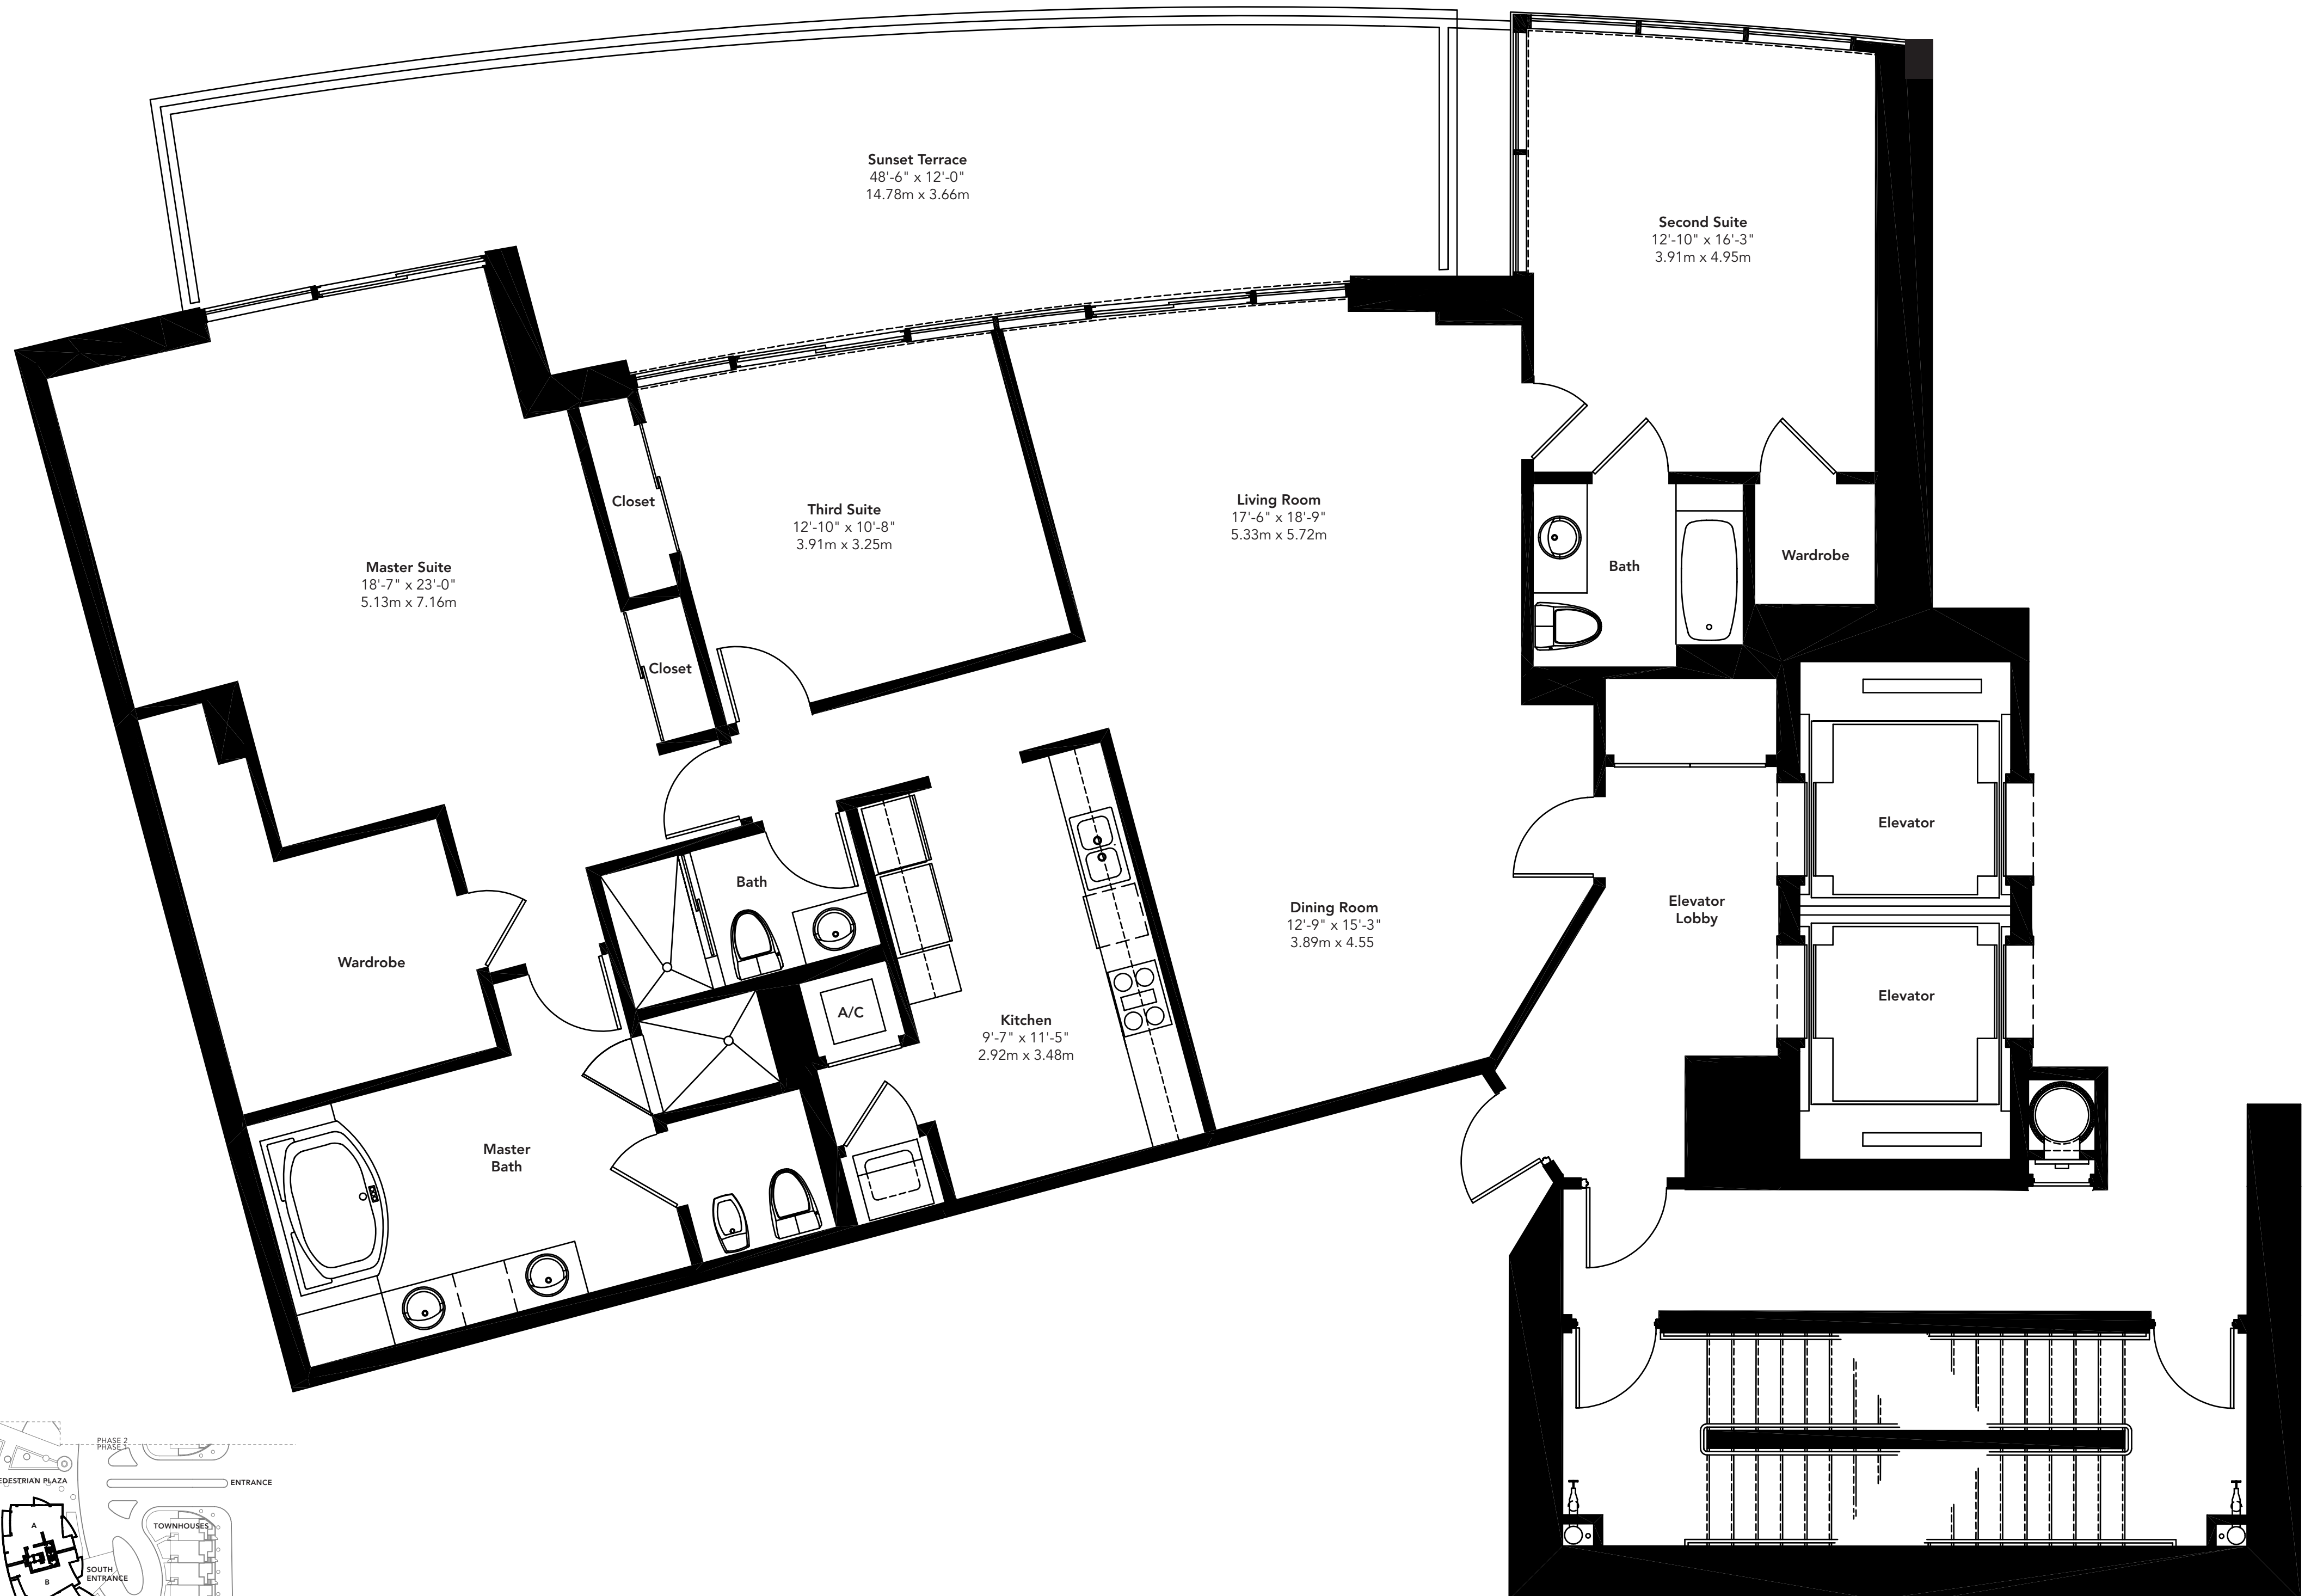 Sunset Terrace
48'-6" x 12'-0"
14.78m x 3.66m
Second Suite
12'-10" x 16'-3"
3.91m x 4.95m
Closet
Third Suite
12'-10" x 10'-8"
3.91m x 3.25m
Living Room
17'-6" x 18'-9"
5.33m x 5.72m
Master Suite
18'-7" x 23'-0"
5.13m x 7.16m
Bath
Wardrobe
Closet
Elevator
Bath
Elevator
Lobby
Dining Room
12'-9" x 15'-3"
3.89m x 4.55
Wardrobe
Elevator
A/C
Kitchen
9'-7" x 11'-5"
2.92m x 3.48m
Master
Bath
PHASE 2
PHASE 1
EDESTRIAN PLAZA
ENTRANCE
A
TOWNHOUSES
SOUTH
ENTRANCE
B